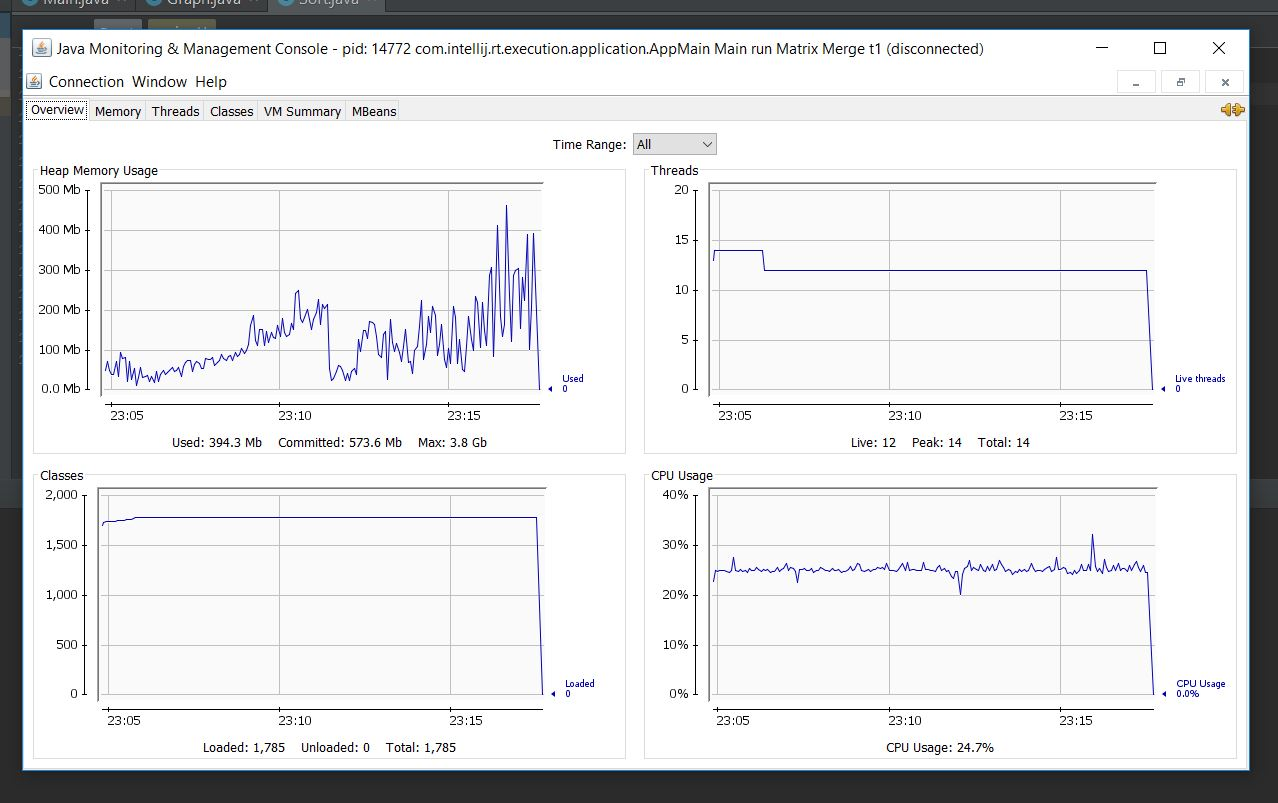 Main.java Graph.java Sort.java
Java Monitoring & Management Console - pid: 14772 com.intellij.rt.execution.application.AppMain Main run Matrix Merge t1 (disconnected)
Connection Window Help
Overview Memory Threads Classes VM Summary MBeans
Time Range: All
Heap Memory Usage
500 Mb
400 Mb
300 Mb
200 Mb
100 Mb
0.0 Mb
Used
0
23:05 23:10 23:15
Used: 394.3 Mb Committed: 573.6 Mb Max: 3.8 Gb
Threads
20
15
10
5
0
Live threads
0
23:05 23:10 23:15
Live: 12 Peak: 14 Total: 14
Classes
2,000
1,500
1,000
500
0
Loaded
0
23:05 23:10 23:15
Loaded: 1,785 Unloaded: 0 Total: 1,785
CPU Usage
40%
30%
20%
10%
0%
CPU Usage
0.0%
23:05 23:10 23:15
CPU Usage: 24.7%